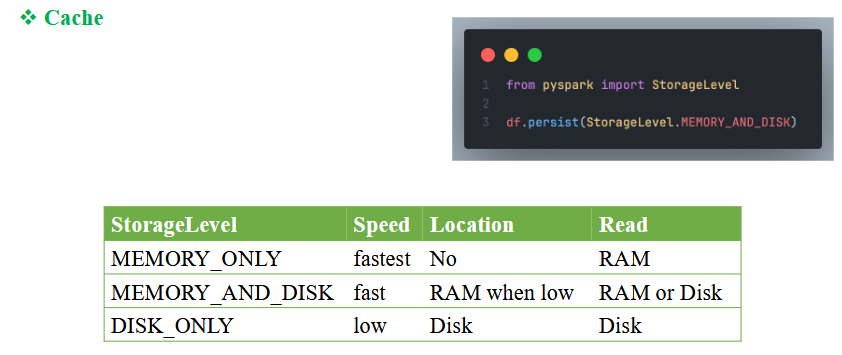 ❖ Cache
1 from pyspark import StorageLevel
2
3 df.persist(StorageLevel.MEMORY_AND_DISK)
StorageLevel Speed Location Read
MEMORY_ONLY fastest No RAM
MEMORY_AND_DISK fast RAM when low RAM or Disk
DISK_ONLY low Disk Disk